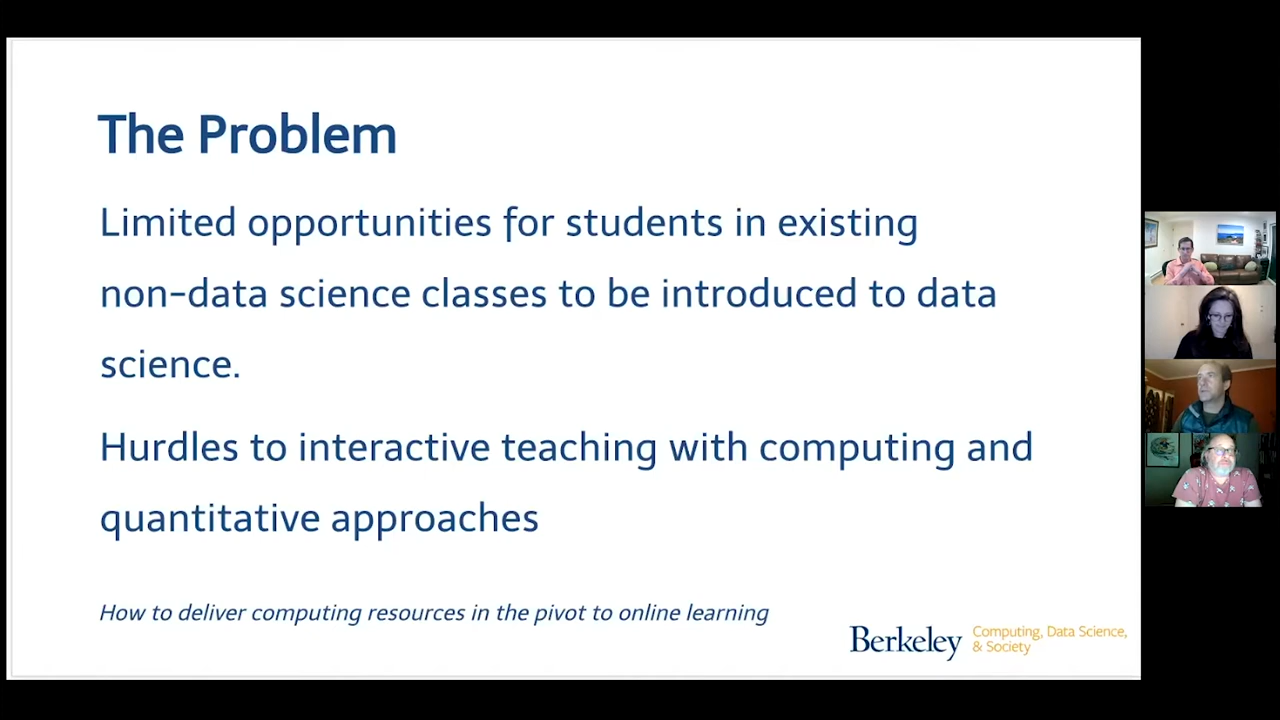 The Problem
Limited opportunities for students in existing
non-data science classes to be introduced to data
science.
Hurdles to interactive teaching with computing and
quantitative approaches
How to deliver computing resources in the pivot to online learning
Berkeley
Computing, Data Science,
& Society